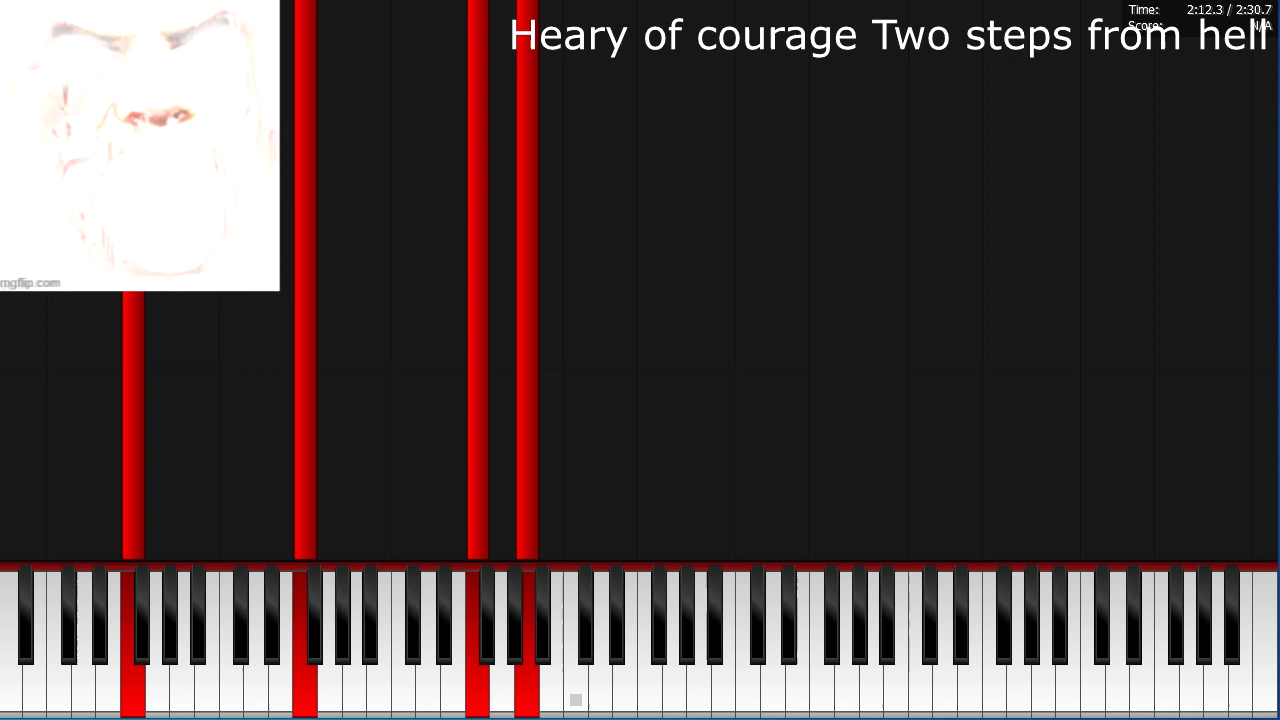 Time: 2:12.3 / 2:30.7
Score: N/A
Heary of courage Two steps from hell
mgflip.com